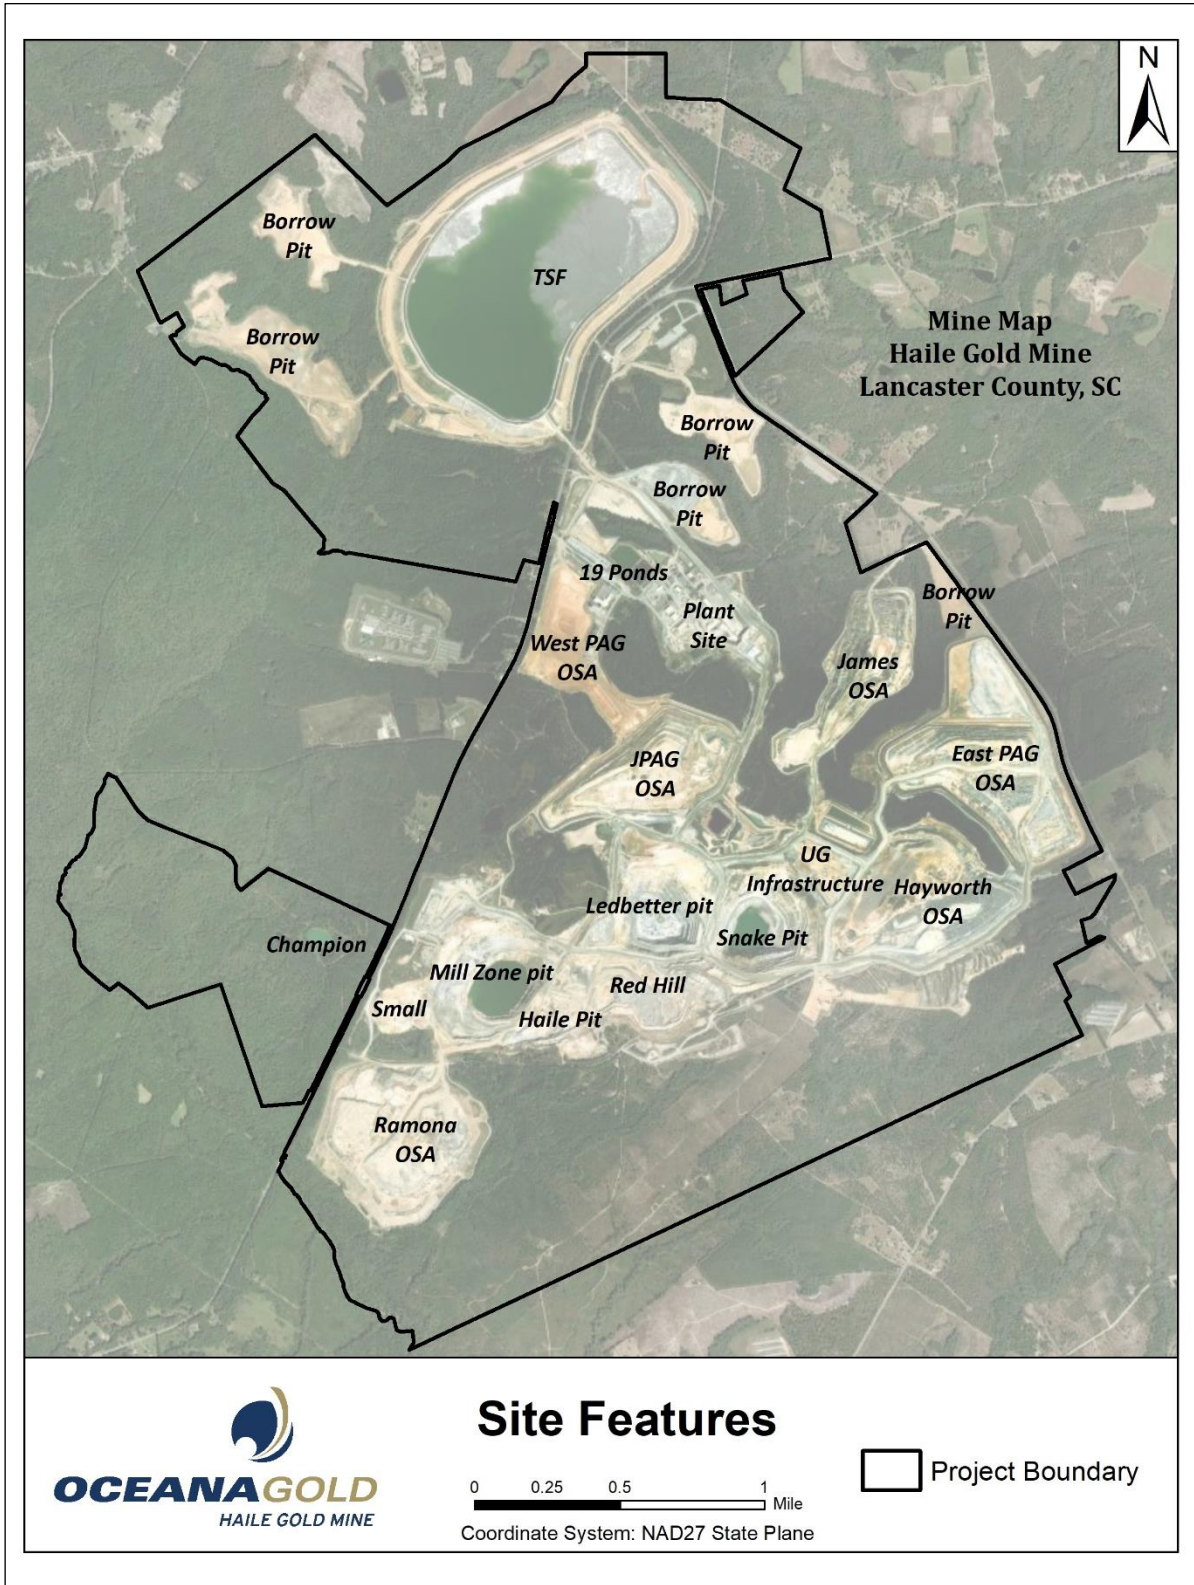 N
Borrow
Pit
TSF
Borrow
Pit
Mine Map
Haile Gold Mine
Lancaster County, SC
Borrow
Pit
Borrow
Pit
19 Ponds
Borrow
Pit
Plant
Site
West PAG
OSA
James
OSA
JPAG
OSA
East PAG
OSA
UG
Infrastructure
Hayworth
OSA
Ledbetter pit
Snake Pit
Champion
Mill Zone pit
Red Hill
Small
Haile Pit
Ramona
OSA
OCEANAGOLD
HAILE GOLD MINE
Site Features
0 0.25 0.5 1
Mile
Coordinate System: NAD27 State Plane
Project Boundary